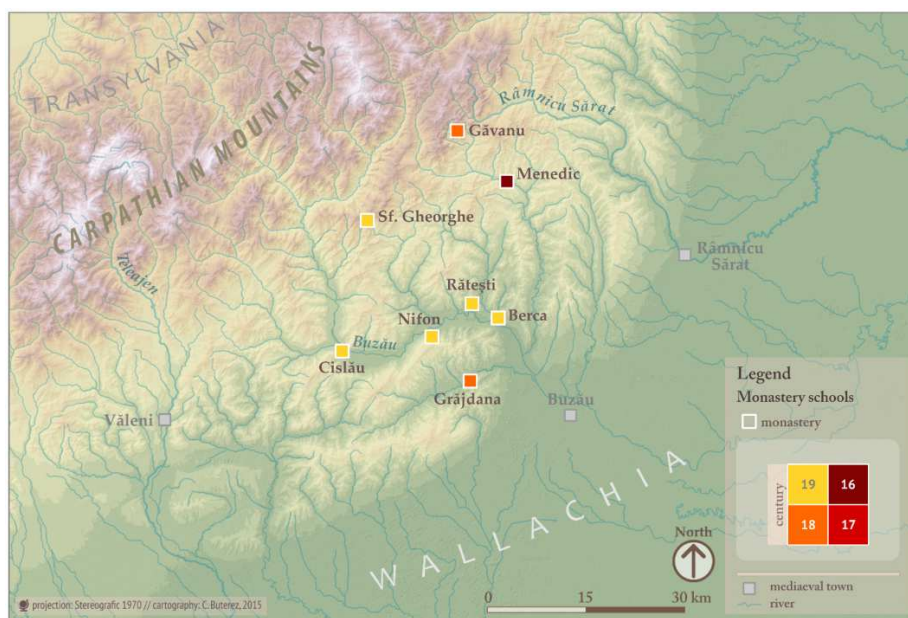 TRANSYLVANIA
CARPATHIAN MOUNTAINS
Râmnicu Sărat
Găvanu
Menedic
Sf. Gheorghe
Râmnicu
Sărat
Teleajen
Rătești
Berca
Nifon
Buzău
Cislău
Grăjdana
Buzău
Văleni
WALLACHIA
Legend
Monastery schools
monastery
century
19
16
18
17
mediaeval town
river
North
0
15
30 km
projection: Stereografic 1970 // cartography: C. Buterez, 2015